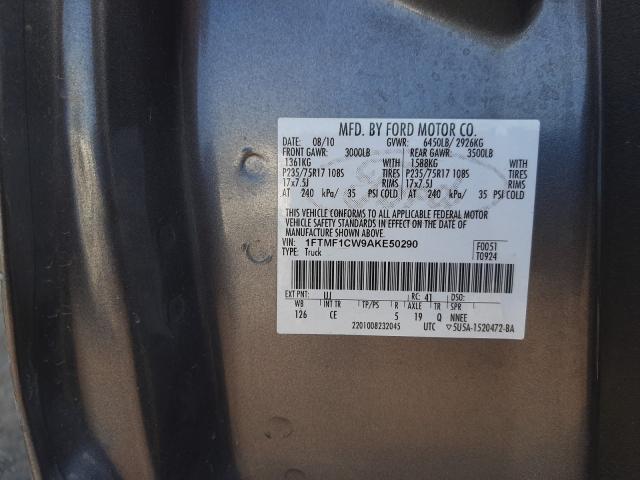 MFD. BY FORD MOTOR CO.
DATE: 08/10 GVWR: 6450LB/ 2926KG
FRONT GAWR: 3000LB REAR GAWR: 3500LB
1361KG WITH 1588KG WITH
P235/75R17 108S TIRES P235/75R17 108S TIRES
17x7.5J RIMS 17x7.5J RIMS
AT 240 kPa/ 35 PSI COLD AT 240 kPa/ 35 PSI COLD
THIS VEHICLE CONFORMS TO ALL APPLICABLE FEDERAL MOTOR
VEHICLE SAFETY STANDARDS IN EFFECT ON THE DATE OF
MANUFACTURE SHOWN ABOVE.
VIN: 1FTMF1CW9AKE50290 F0051
TYPE: Truck T0924
EXT PNT: UJ RC: 41 DSO:
WB INT TR TP/PS R AXLE TR SPR
126 CE 5 19 Q NNEE
2201008232045 UTC ▽5U5A-1520472-BA